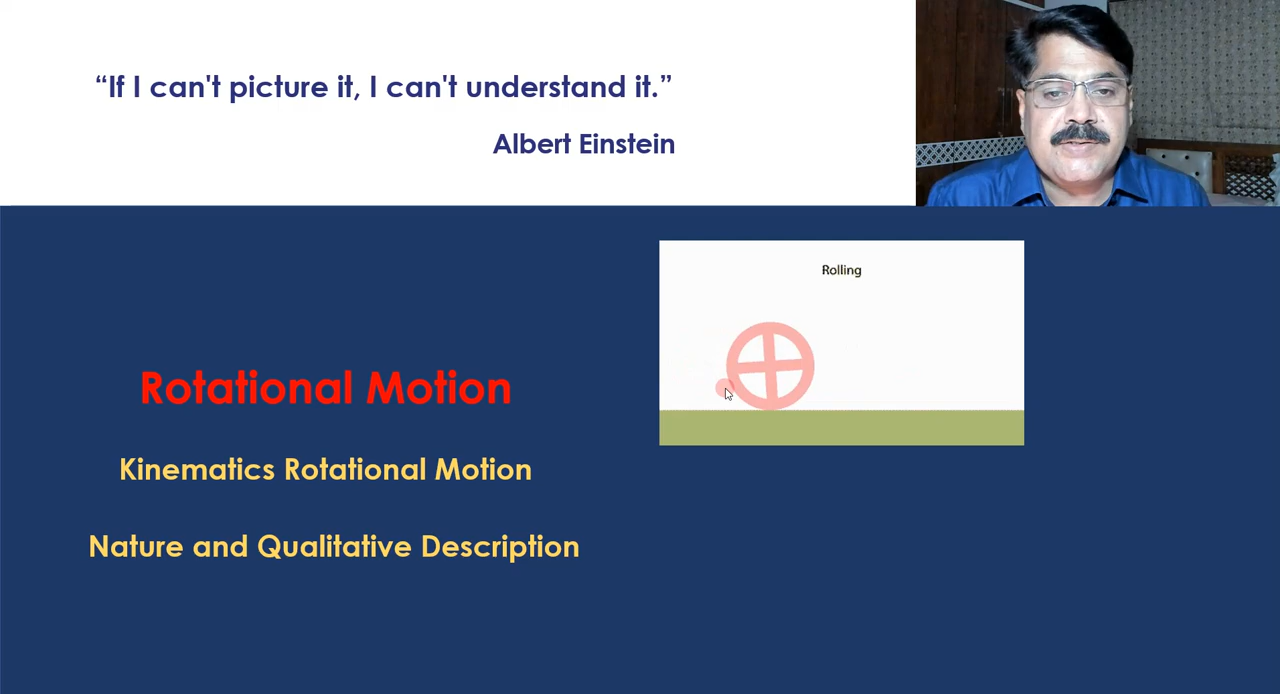 “If I can't picture it, I can't understand it.”
Albert Einstein
Rolling
Rotational Motion
Kinematics Rotational Motion
Nature and Qualitative Description